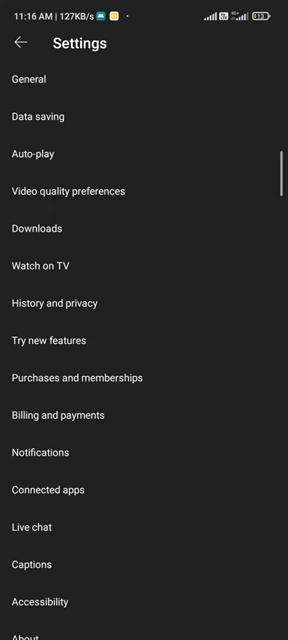 11:16 AM | 127KB/s
Settings
General
Data saving
Auto-play
Video quality preferences
Downloads
Watch on TV
History and privacy
Try new features
Purchases and memberships
Billing and payments
Notifications
Connected apps
Live chat
Captions
Accessibility
About